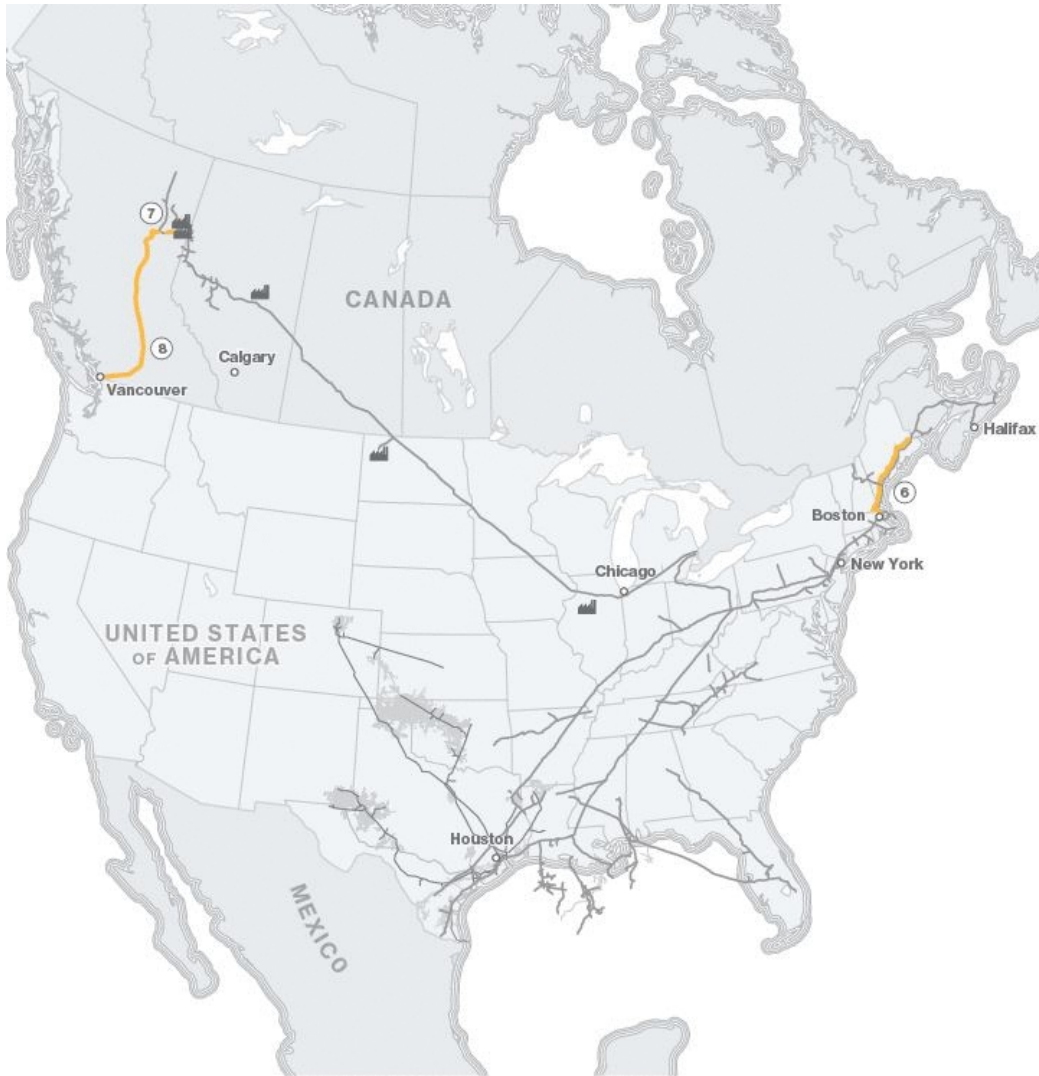 7
CANADA
8
Calgary
Vancouver
Halifax
6
Boston
New York
Chicago
UNITED STATES
OF AMERICA
Houston
MEXICO